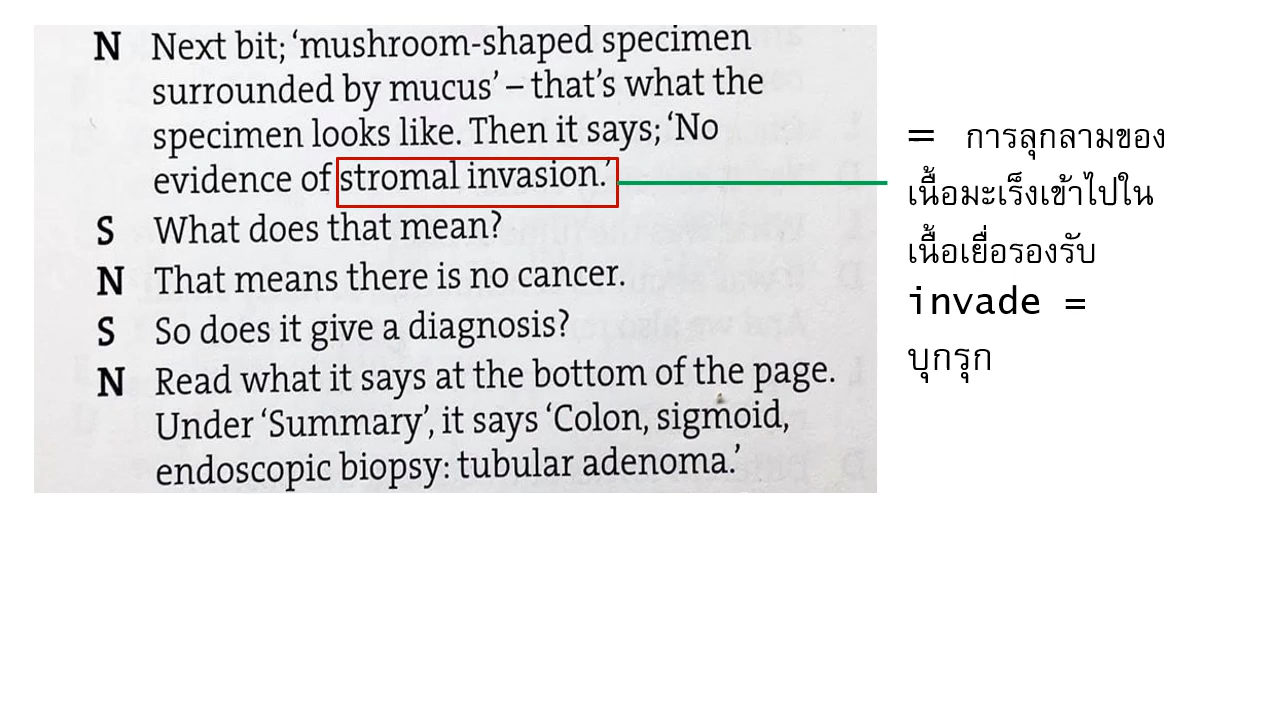 N Next bit; ‘mushroom-shaped specimen
surrounded by mucus’ – that’s what the
specimen looks like. Then it says; ‘No
evidence of stromal invasion.’
S What does that mean?
N That means there is no cancer.
S So does it give a diagnosis?
N Read what it says at the bottom of the page.
Under ‘Summary’, it says ‘Colon, sigmoid,
endoscopic biopsy: tubular adenoma.’
= การลุกลามของ
เนื้อมะเร็งเข้าไปใน
เนื้อเยื่อรองรับ
invade =
บุกรุก